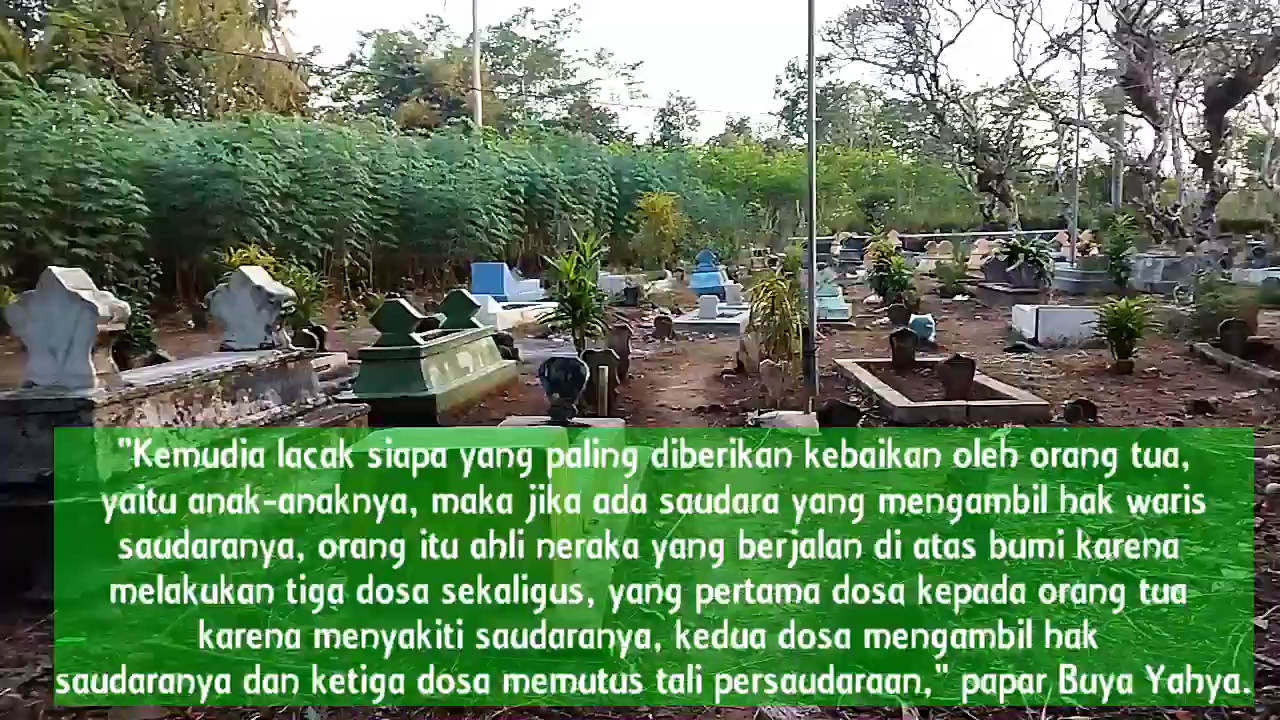 "Kemudia lacak siapa yang paling diberikan kebaikan oleh orang tua,
yaitu anak-anaknya, maka jika ada saudara yang mengambil hak waris
saudaranya, orang itu ahli neraka yang berjalan di atas bumi karena
melakukan tiga dosa sekaligus, yang pertama dosa kepada orang tua
karena menyakiti saudaranya, kedua dosa mengambil hak
saudaranya dan ketiga dosa memutus tali persaudaraan," papar Buya Yahya.